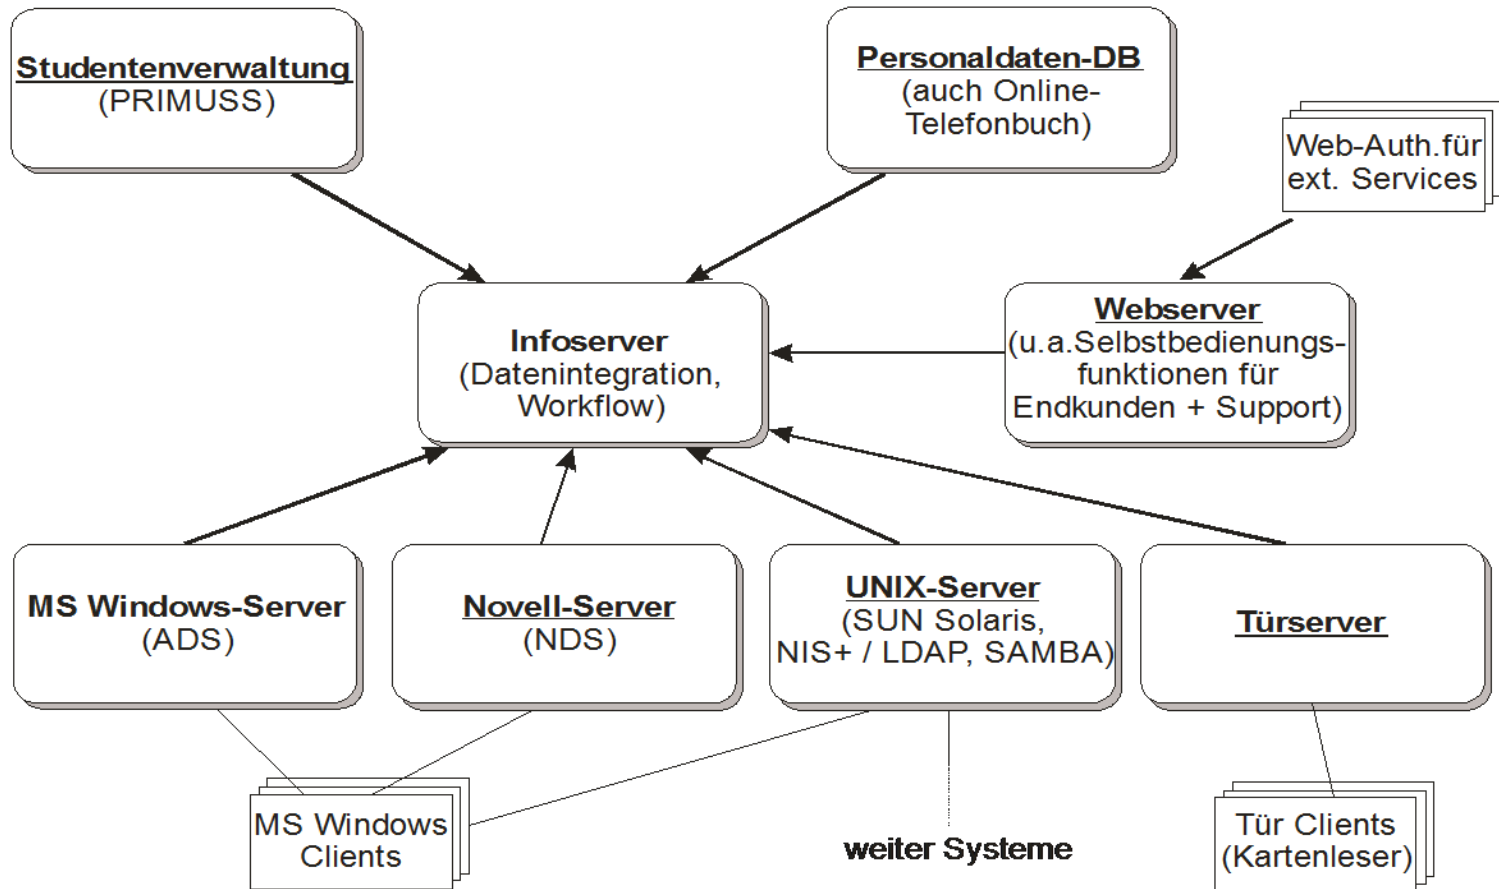 Studentenverwaltung
(PRIMUSS)
Personaldaten-DB
(auch Online-
Telefonbuch)
Web-Auth.für
ext. Services
Infoserver
(Datenintegration,
Workflow)
Webserver
(u.a.Selbstbedienungs-
funktionen für
Endkunden + Support)
MS Windows-Server
(ADS)
Novell-Server
(NDS)
UNIX-Server
(SUN Solaris,
NIS+ / LDAP, SAMBA)
Türserver
MS Windows
Clients
weiter Systeme
Tür Clients
(Kartenleser)